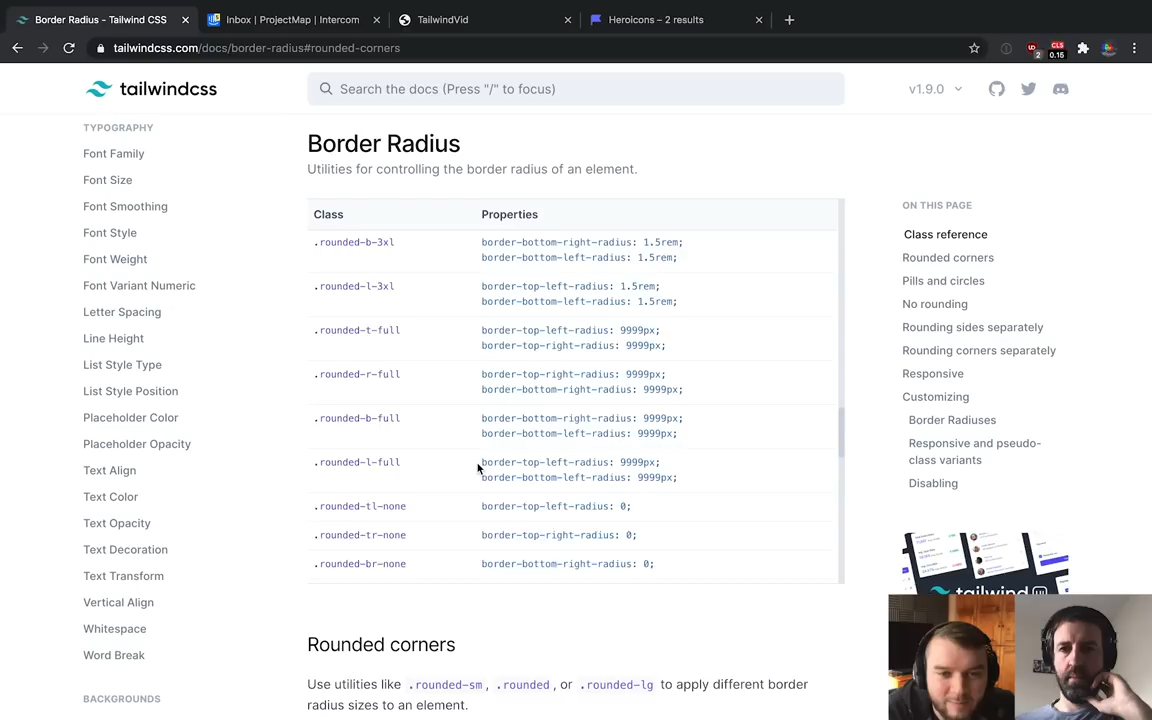 Border Radius - Tailwind CSS
Inbox | ProjectMap | Intercom
TailwindVid
Heroicons – 2 results
tailwindcss.com/docs/border-radius#rounded-corners
2
CLS
0.15
tailwindcss
Search the docs (Press "/" to focus)
v1.9.0
TYPOGRAPHY
Font Family
Font Size
Font Smoothing
Font Style
Font Weight
Font Variant Numeric
Letter Spacing
Line Height
List Style Type
List Style Position
Placeholder Color
Placeholder Opacity
Text Align
Text Color
Text Opacity
Text Decoration
Text Transform
Vertical Align
Whitespace
Word Break
BACKGROUNDS
Border Radius
Utilities for controlling the border radius of an element.
Class Properties
.rounded-b-3xl border-bottom-right-radius: 1.5rem;
border-bottom-left-radius: 1.5rem;
.rounded-l-3xl border-top-left-radius: 1.5rem;
border-bottom-left-radius: 1.5rem;
.rounded-t-full border-top-left-radius: 9999px;
border-top-right-radius: 9999px;
.rounded-r-full border-top-right-radius: 9999px;
border-bottom-right-radius: 9999px;
.rounded-b-full border-bottom-right-radius: 9999px;
border-bottom-left-radius: 9999px;
.rounded-l-full border-top-left-radius: 9999px;
border-bottom-left-radius: 9999px;
.rounded-tl-none border-top-left-radius: 0;
.rounded-tr-none border-top-right-radius: 0;
.rounded-br-none border-bottom-right-radius: 0;
Rounded corners
Use utilities like .rounded-sm, .rounded, or .rounded-lg to apply different border
radius sizes to an element.
ON THIS PAGE
Class reference
Rounded corners
Pills and circles
No rounding
Rounding sides separately
Rounding corners separately
Responsive
Customizing
Border Radiuses
Responsive and pseudo-
class variants
Disabling